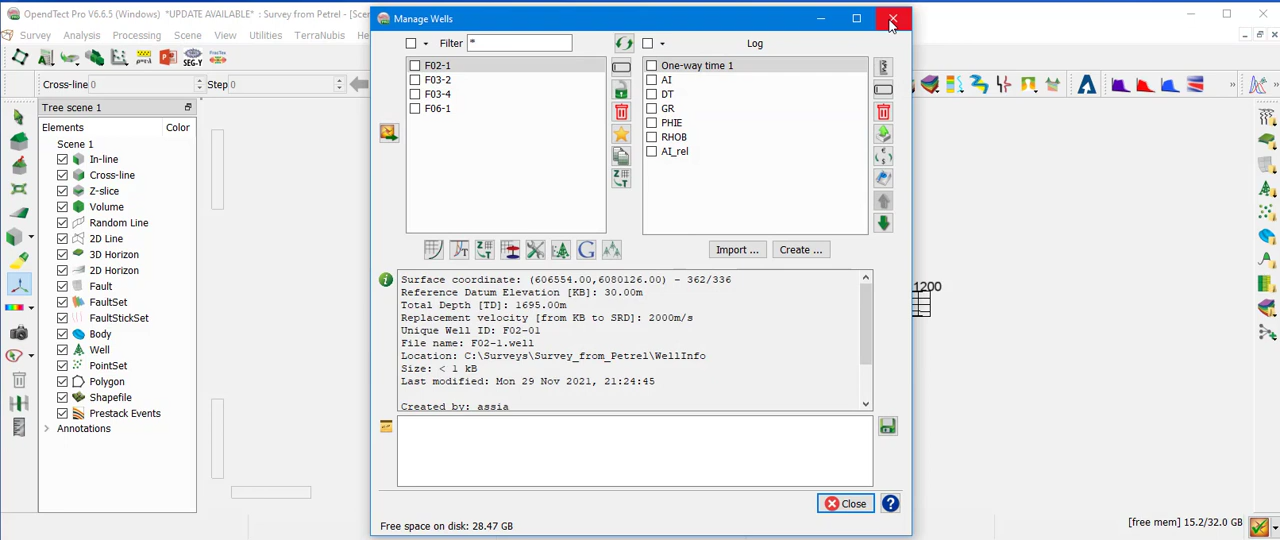 OpendTect Pro V6.6.5 (Windows) *UPDATE AVAILABLE* : Survey from Petrel - [Sce
Manage Wells
Survey Analysis Processing Scene View Utilities TerraNubis H
Filter *
Log
SEG-Y
Cross-line 0 Step 0
F02-1
F03-2
F03-4
F06-1
One-way time 1
AI
DT
GR
PHIE
RHOB
AI_rel
Tree scene 1
Elements Color
Scene 1
In-line
Cross-line
Z-slice
Volume
Random Line
2D Line
3D Horizon
2D Horizon
Fault
FaultSet
FaultStickSet
Body
Well
PointSet
Polygon
Shapefile
Prestack Events
Annotations
Import ...
Create ...
Surface coordinate: (606554.00,6080126.00) - 362/336
Reference Datum Elevation [KB]: 30.00m
Total Depth [TD]: 1695.00m
Replacement velocity [from KB to SRD]: 2000m/s
Unique Well ID: F02-01
File name: F02-1.well
Location: C:\Surveys\Survey_from_Petrel\WellInfo
Size: < 1 kB
Last modified: Mon 29 Nov 2021, 21:24:45
Created by: assia
1200
Close
Free space on disk: 28.47 GB
[free mem] 15.2/32.0 GB